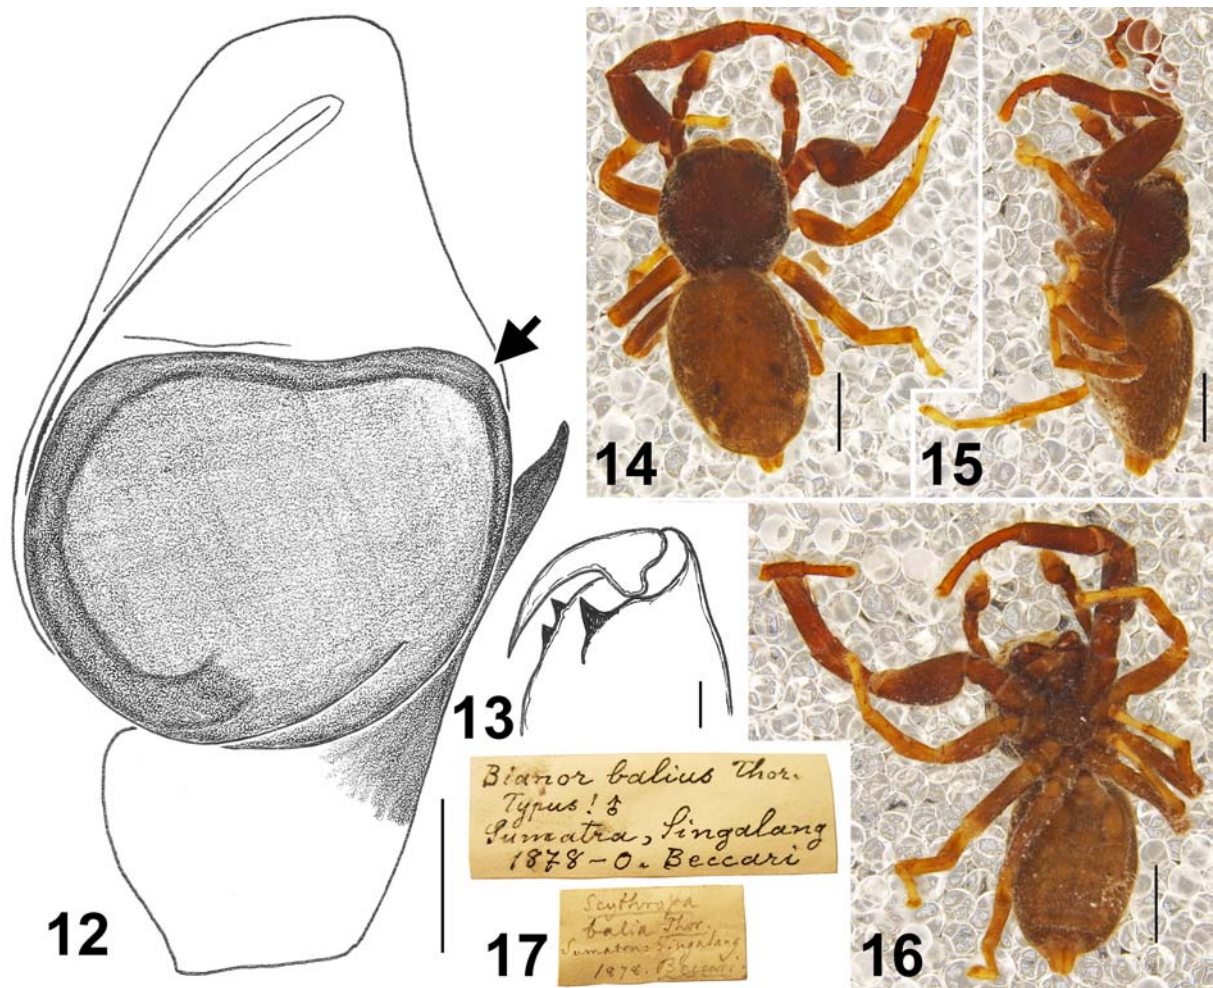 14
15
12
13
Bianor balius Thor.
Typus! ♂
Sumatra, Singalang
1878 - O. Beccari
17
Scythropa
balia Thor.
Sumatra: Singalang
1878. Beccari.
16